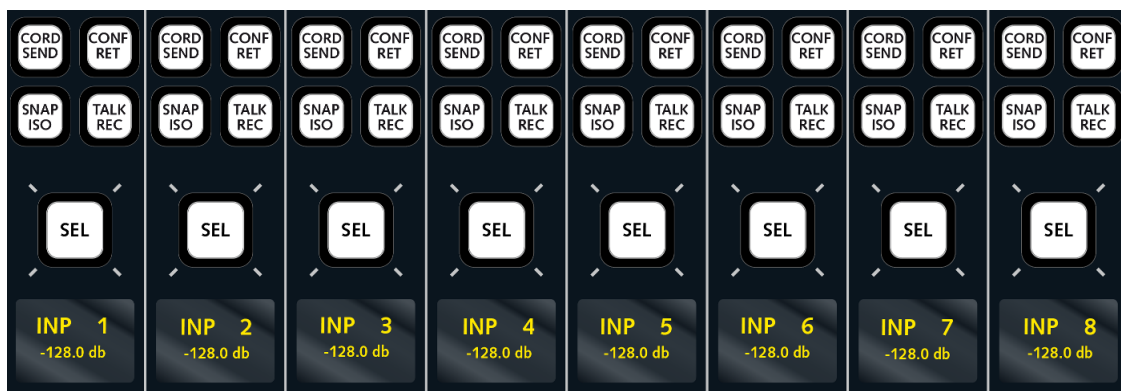 CORD SEND CONF RET CORD SEND CONF RET CORD SEND CONF RET CORD SEND CONF RET CORD SEND CONF RET CORD SEND CONF RET CORD SEND CONF RET CORD SEND CONF RET
SNAP ISO TALK REC SNAP ISO TALK REC SNAP ISO TALK REC SNAP ISO TALK REC SNAP ISO TALK REC SNAP ISO TALK REC SNAP ISO TALK REC SNAP ISO TALK REC
SEL SEL SEL SEL SEL SEL SEL SEL
INP 1 INP 2 INP 3 INP 4 INP 5 INP 6 INP 7 INP 8
-128.0 db -128.0 db -128.0 db -128.0 db -128.0 db -128.0 db -128.0 db -128.0 db